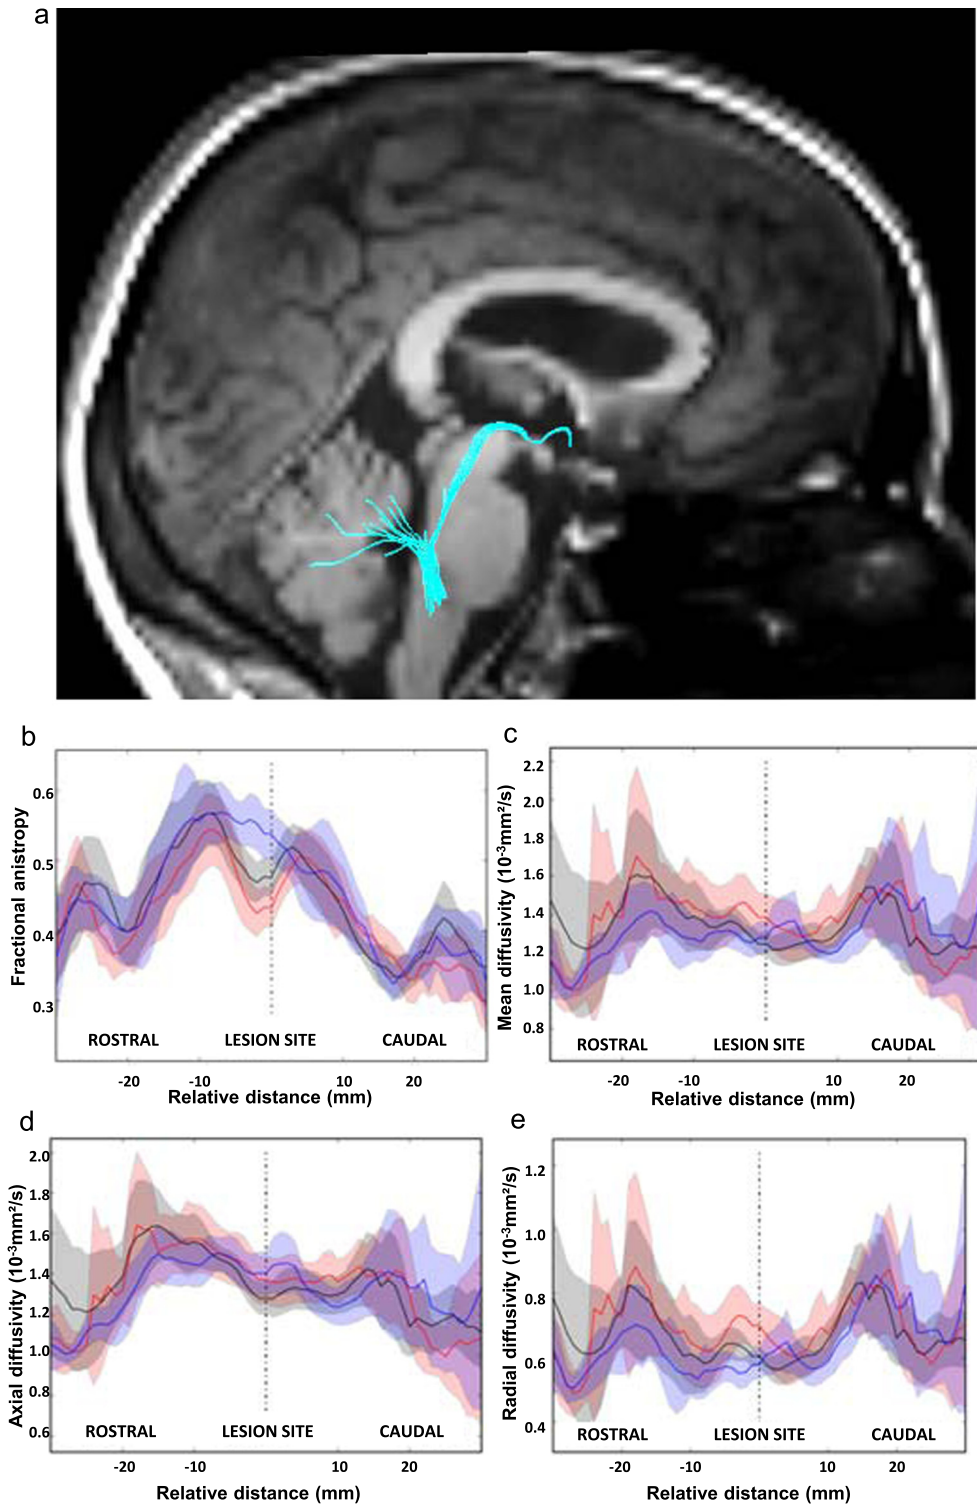 a
b
Fractional anistropy
0.6
0.5
0.4
0.3
ROSTRAL LESION SITE CAUDAL
-20 -10 10 20
Relative distance (mm)
c
Mean diffusivity (10⁻³mm²/s)
2.2
2.0
1.8
1.6
1.4
1.2
1.0
0.8
ROSTRAL LESION SITE CAUDAL
-20 -10 10 20
Relative distance (mm)
d
Axial diffusivity (10⁻³mm²/s)
2.0
1.8
1.6
1.4
1.2
1.0
0.8
0.6
ROSTRAL LESION SITE CAUDAL
-20 -10 10 20
Relative distance (mm)
e
Radial diffusivity (10⁻³mm²/s)
1.2
1.0
0.8
0.6
0.4
ROSTRAL LESION SITE CAUDAL
-20 -10 10 20
Relative distance (mm)